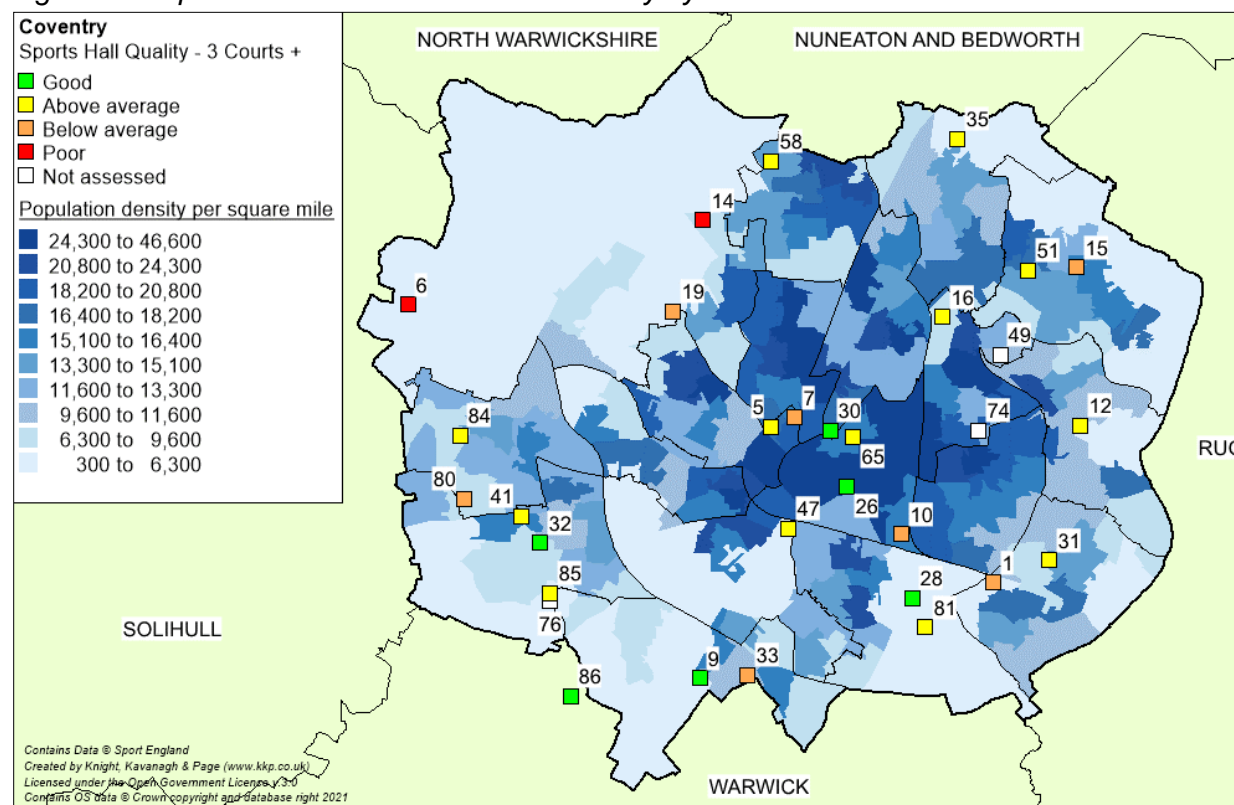 Coventry
Sports Hall Quality - 3 Courts +
Good
Above average
Below average
Poor
Not assessed
Population density per square mile
24,300 to 46,600
20,800 to 24,300
18,200 to 20,800
16,400 to 18,200
15,100 to 16,400
13,300 to 15,100
11,600 to 13,300
9,600 to 11,600
6,300 to 9,600
300 to 6,300
NORTH WARWICKSHIRE
NUNEATON AND BEDWORTH
35
58
14
51
15
6
19
16
49
84
5
7
30
74
12
65
RUG
80
41
26
47
10
32
31
1
85
28
81
76
SOLIHULL
9
33
86
WARWICK
Contains Data © Sport England
Created by Knight, Kavanagh & Page (www.kkp.co.uk)
Licensed under the Open Government License v.3.0
Contains OS data © Crown copyright and database right 2021